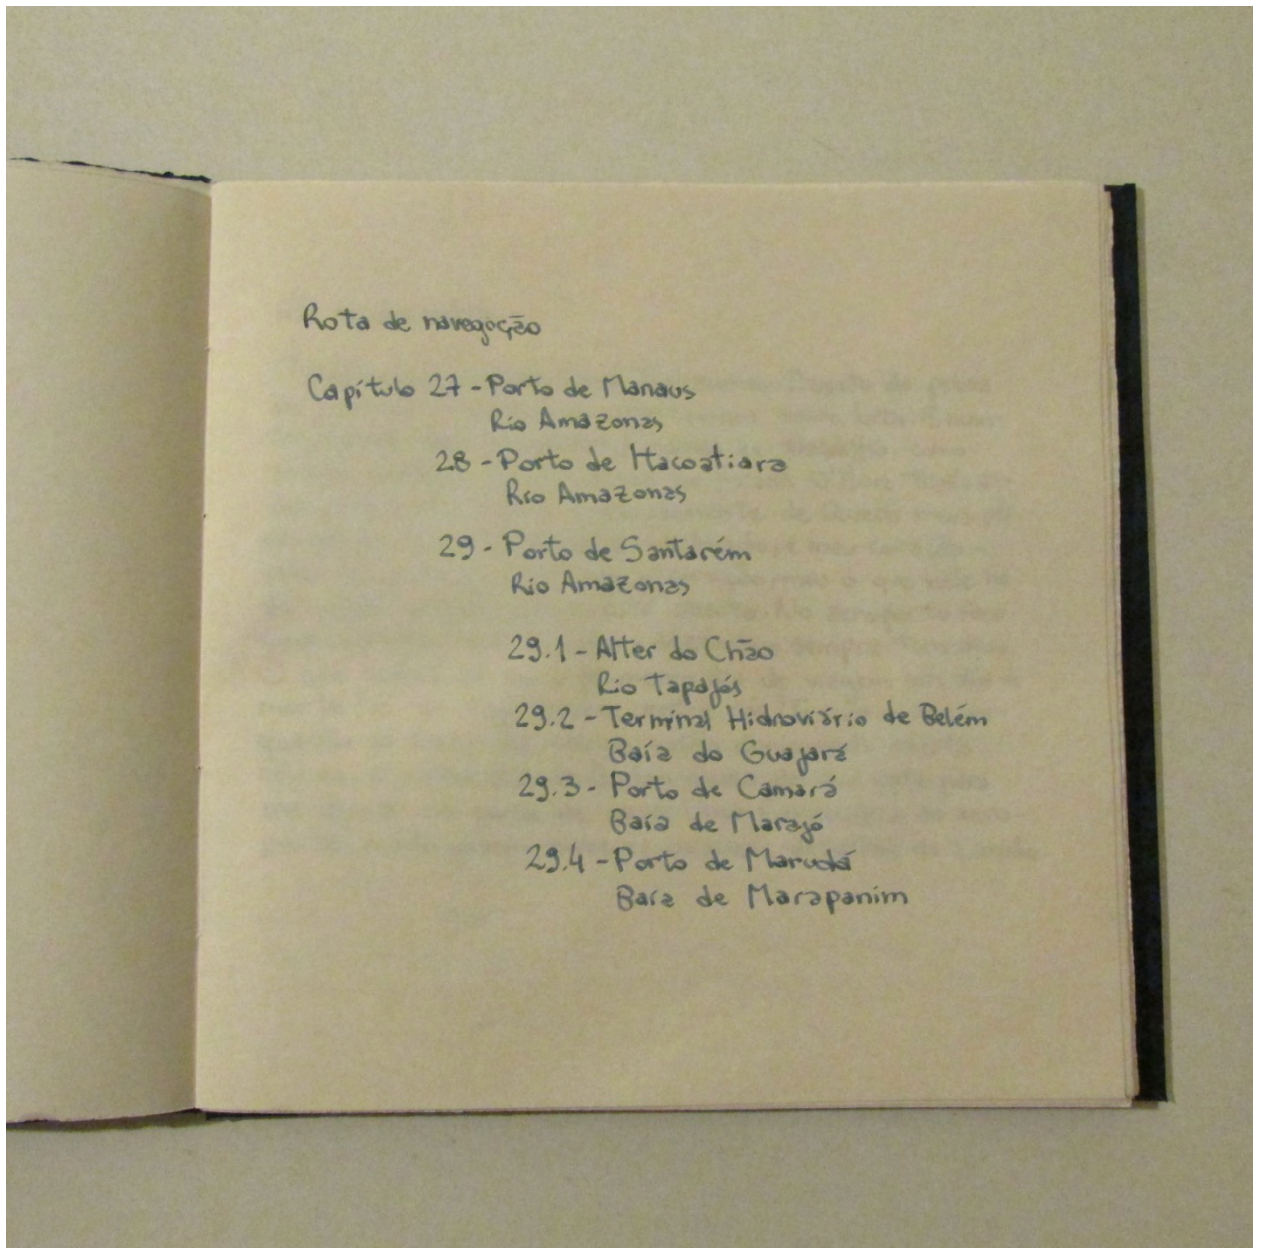 Rota de navegação
Capítulo 27 - Porto de Manaus
Rio Amazonas
28 - Porto de Itacoatiara
Rio Amazonas
29 - Porto de Santarém
Rio Amazonas
29.1 - Alter do Chão
Rio Tapajós
29.2 - Terminal Hidroviário de Belém
Baía do Guajará
29.3 - Porto de Camará
Baía de Marajó
29.4 - Porto de Marudá
Baía de Marapanim